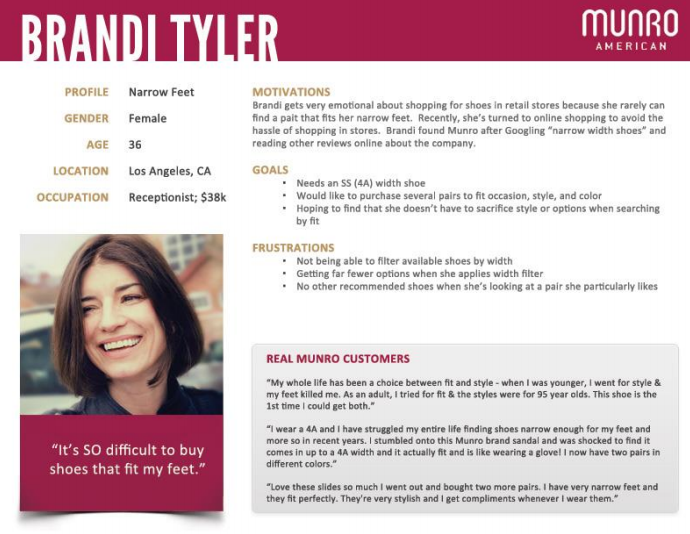 BRANDI TYLER
MUNRO
AMERICAN
PROFILE Narrow Feet
GENDER Female
AGE 36
LOCATION Los Angeles, CA
OCCUPATION Receptionist; $38k
"It's SO difficult to buy
shoes that fit my feet."
MOTIVATIONS
Brandi gets very emotional about shopping for shoes in retail stores because she rarely can
find a pait that fits her narrow feet. Recently, she's turned to online shopping to avoid the
hassle of shopping in stores. Brandi found Munro after Googling "narrow width shoes" and
reading other reviews online about the company.
GOALS
• Needs an SS (4A) width shoe
• Would like to purchase several pairs to fit occasion, style, and color
• Hoping to find that she doesn't have to sacrifice style or options when searching
by fit
FRUSTRATIONS
• Not being able to filter available shoes by width
• Getting far fewer options when she applies width filter
• No other recommended shoes when she's looking at a pair she particularly likes
REAL MUNRO CUSTOMERS
"My whole life has been a choice between fit and style - when I was younger, I went for style &
my feet killed me. As an adult, I tried for fit & the styles were for 95 year olds. This shoe is the
1st time I could get both."
"I wear a 4A and I have struggled my entire life finding shoes narrow enough for my feet and
more so in recent years. I stumbled onto this Munro brand sandal and was shocked to find it
comes in up to a 4A width and it actually fit and is like wearing a glove! I now have two pairs in
different colors."
"Love these slides so much I went out and bought two more pairs. I have very narrow feet and
they fit perfectly. They're very stylish and I get compliments whenever I wear them."